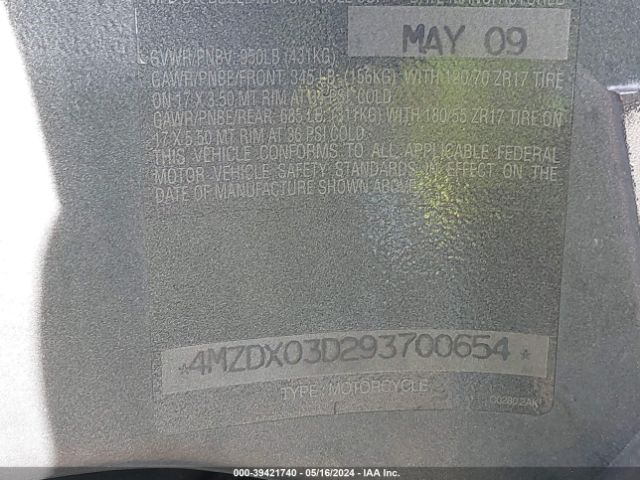 MAY 09
GVWR/PNBV 950LB (431KG)
GAWR/PNBE/FRONT 345 LB (156KG) WITH 180/70 ZR17 TIRE
ON 17 X 3.50 MT RIM AT PSI COLD
GAWR/PNBE/REAR 685 LB (311KG) WITH 180/55 ZR17 TIRE ON
17 X 5.50 MT RIM AT 36 PSI COLD
THIS VEHICLE CONFORMS TO ALL APPLICABLE FEDERAL
MOTOR VEHICLE SAFETY STANDARDS IN EFFECT ON THE
DATE OF MANUFACTURE SHOWN ABOVE
*4MZDX03D293700654*
TYPE: MOTORCYCLE
000-39421740 - 05/16/2024 - IAA Inc.